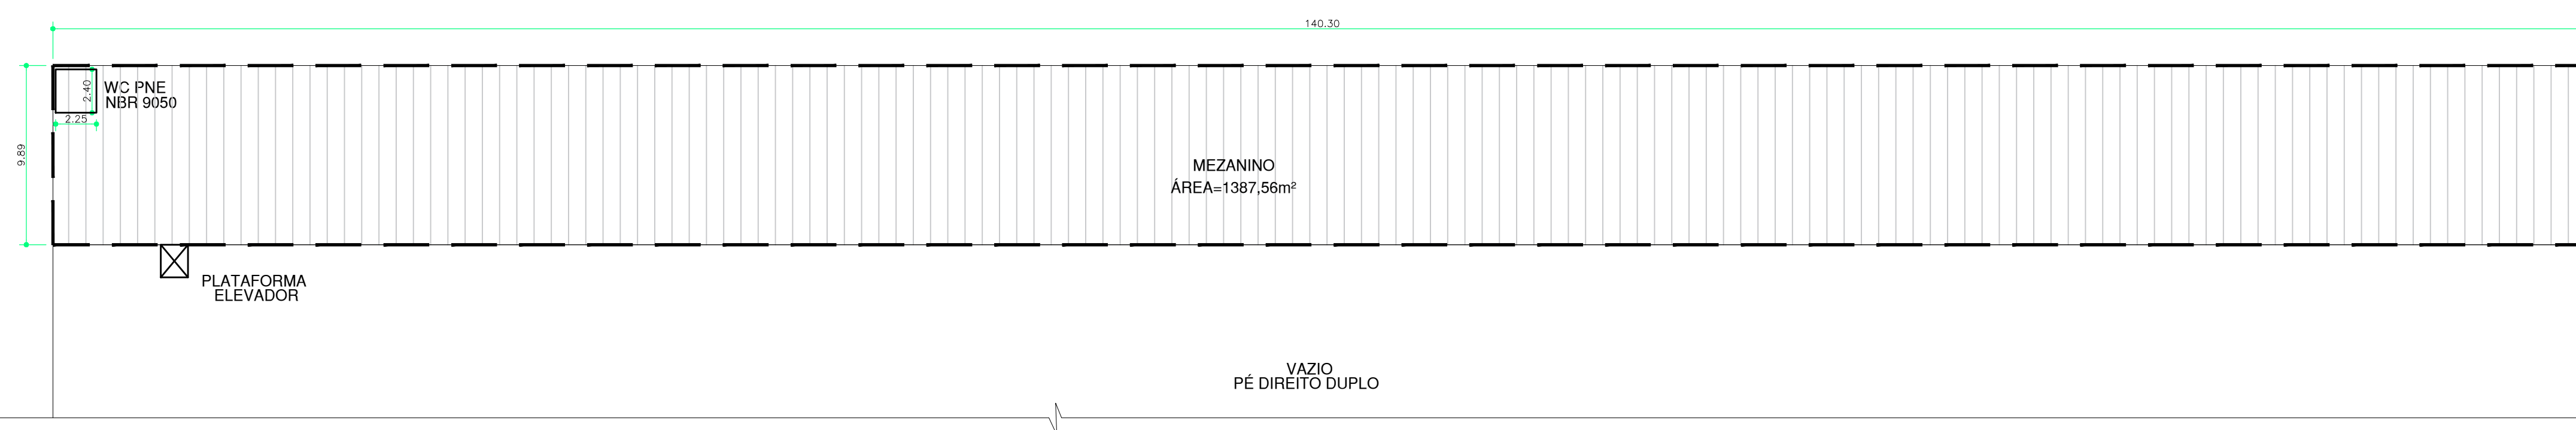 140.30
2.40
WC PNE
NBR 9050
2.25
9.89
MEZANINO
ÁREA=1387,56m²
PLATAFORMA
ELEVADOR
VAZIO
PÉ DIREITO DUPLO